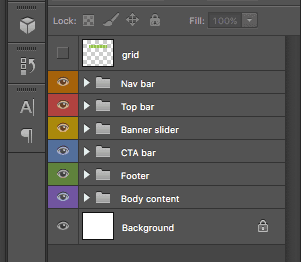 Lock: Fill: 100%
grid
Nav bar
Top bar
Banner slider
CTA bar
Footer
Body content
Background
A|